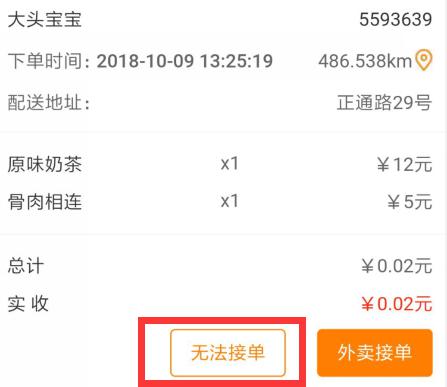 大头宝宝 5593639
下单时间：2018-10-09 13:25:19 486.538km
配送地址： 正通路29号
原味奶茶 x1 ￥12元
骨肉相连 x1 ￥5元
总计 ￥0.02元
实 收 ￥0.02元
无法接单 外卖接单